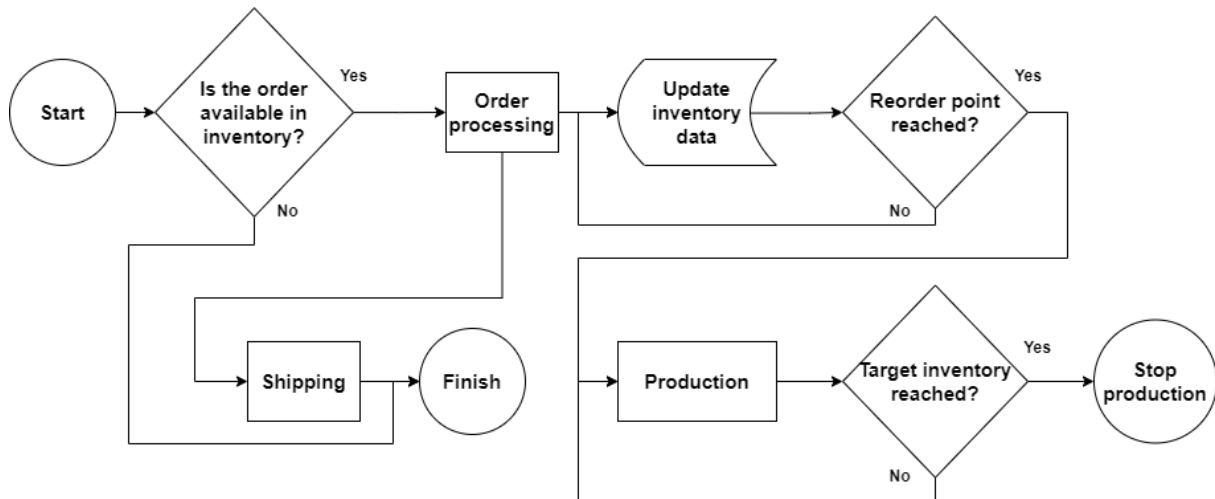 Start
Is the order
available in
inventory?
Yes
No
Order
processing
Update
inventory
data
Reorder point
reached?
Yes
No
Shipping
Finish
Production
Target inventory
reached?
Yes
No
Stop
production